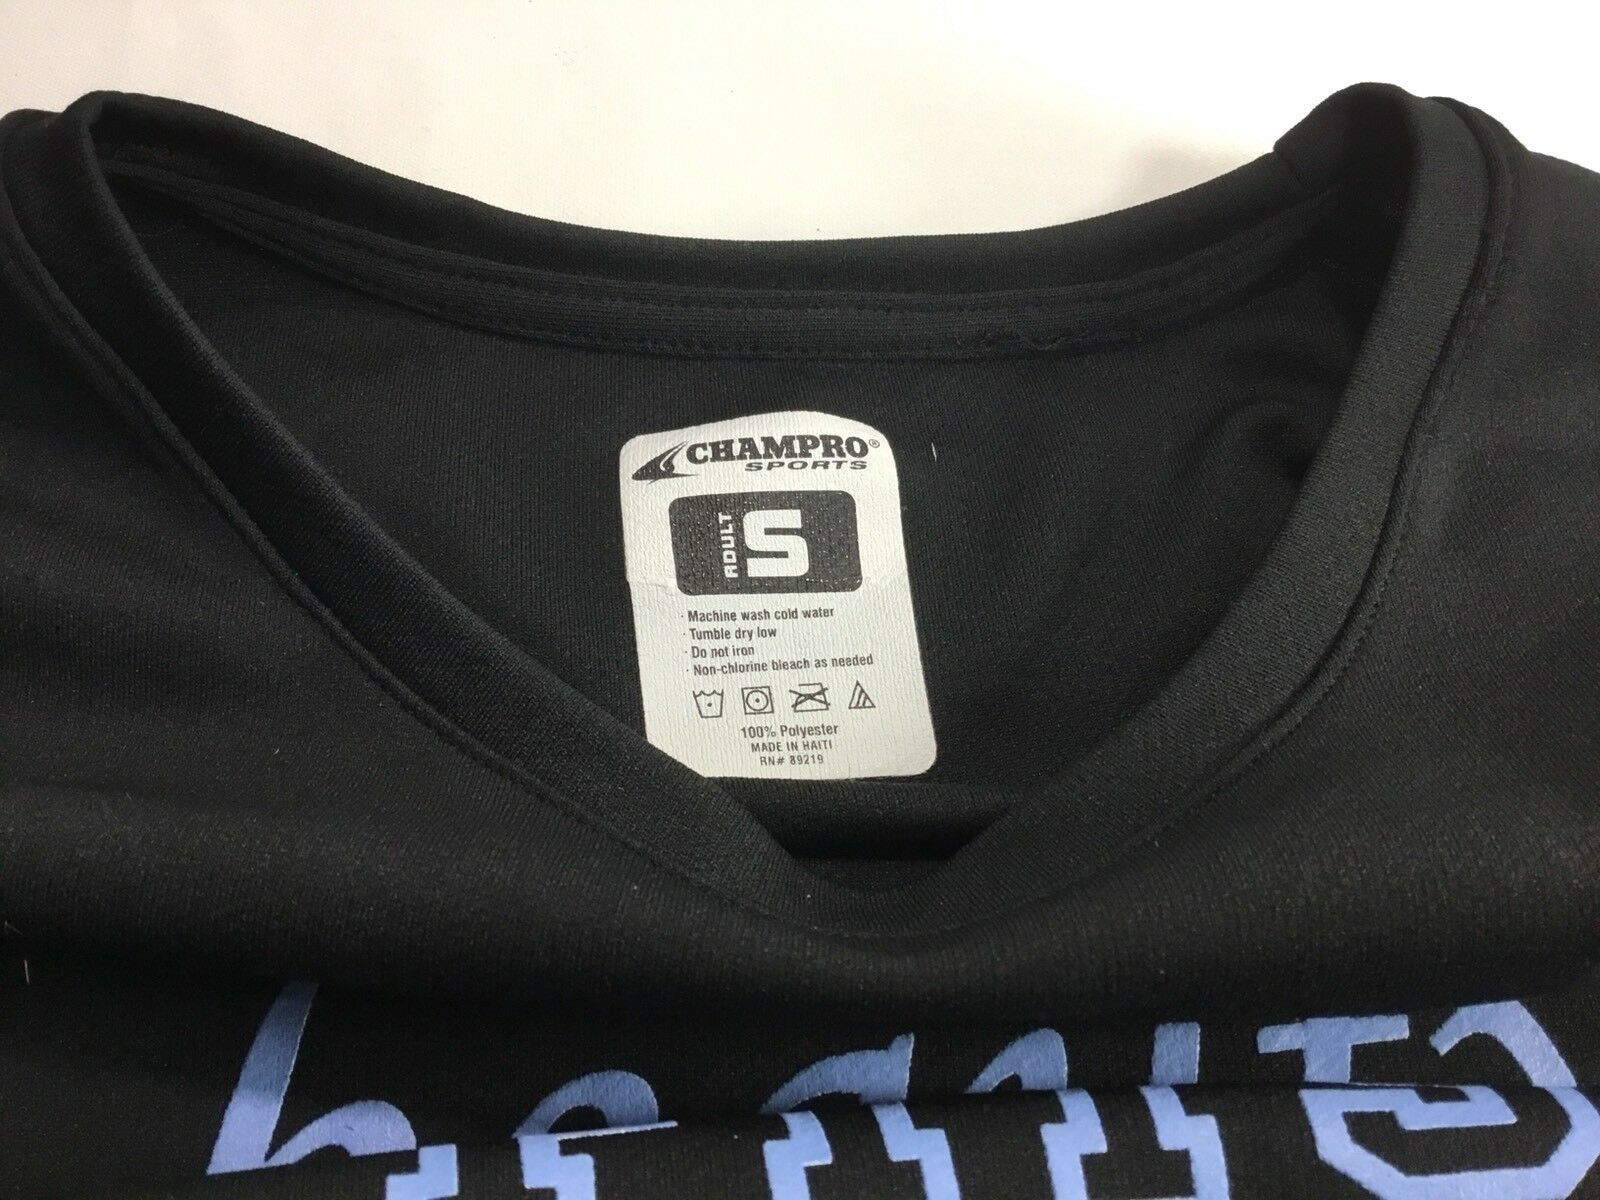 CHAMPRO®
SPORTS
ADULT S
· Machine wash cold water
· Tumble dry low
· Do not iron
· Non-chlorine bleach as needed
100% Polyester
MADE IN HAITI
RN# 89219